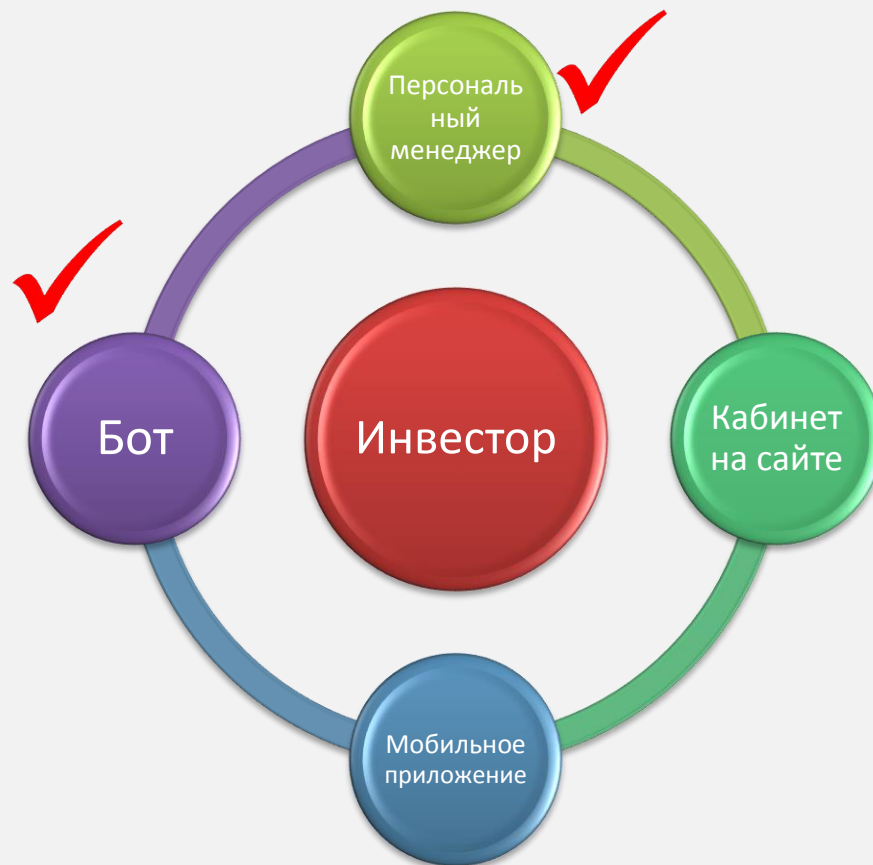 Персональ
ный
менеджер
Бот
Инвестор
Кабинет
на сайте
Мобильное
приложение